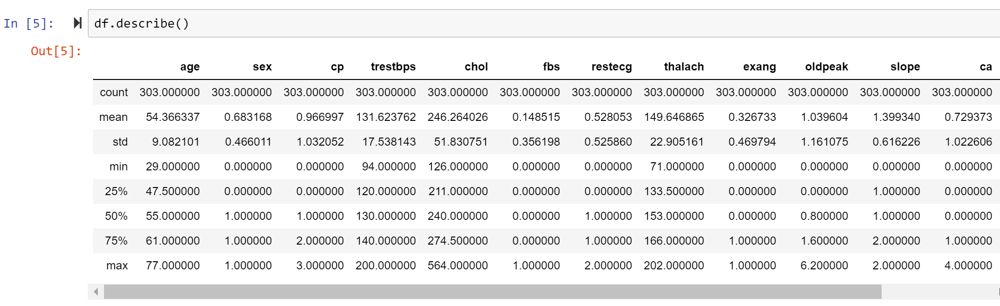 In [5]: df.describe()
Out[5]:
age sex cp trestbps chol fbs restecg thalach exang oldpeak slope ca
count 303.000000 303.000000 303.000000 303.000000 303.000000 303.000000 303.000000 303.000000 303.000000 303.000000 303.000000 303.000000
mean 54.366337 0.683168 0.966997 131.623762 246.264026 0.148515 0.528053 149.646865 0.326733 1.039604 1.399340 0.729373
std 9.082101 0.466011 1.032052 17.538143 51.830751 0.356198 0.525860 22.905161 0.469794 1.161075 0.616226 1.022606
min 29.000000 0.000000 0.000000 94.000000 126.000000 0.000000 0.000000 71.000000 0.000000 0.000000 0.000000 0.000000
25% 47.500000 0.000000 0.000000 120.000000 211.000000 0.000000 0.000000 133.500000 0.000000 0.000000 1.000000 0.000000
50% 55.000000 1.000000 1.000000 130.000000 240.000000 0.000000 1.000000 153.000000 0.000000 0.800000 1.000000 0.000000
75% 61.000000 1.000000 2.000000 140.000000 274.500000 0.000000 1.000000 166.000000 1.000000 1.600000 2.000000 1.000000
max 77.000000 1.000000 3.000000 200.000000 564.000000 1.000000 2.000000 202.000000 1.000000 6.200000 2.000000 4.000000